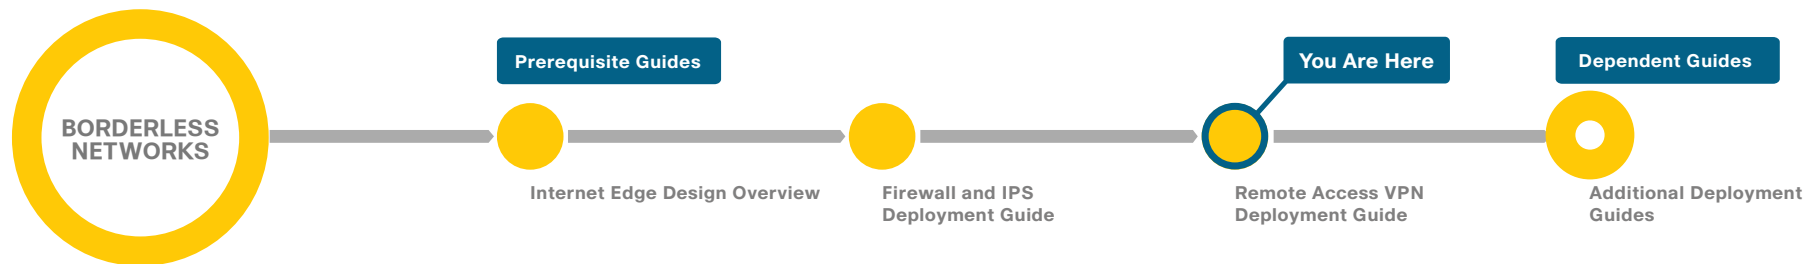 BORDERLESS
NETWORKS
Prerequisite Guides
You Are Here
Dependent Guides
Internet Edge Design Overview
Firewall and IPS
Deployment Guide
Remote Access VPN
Deployment Guide
Additional Deployment
Guides